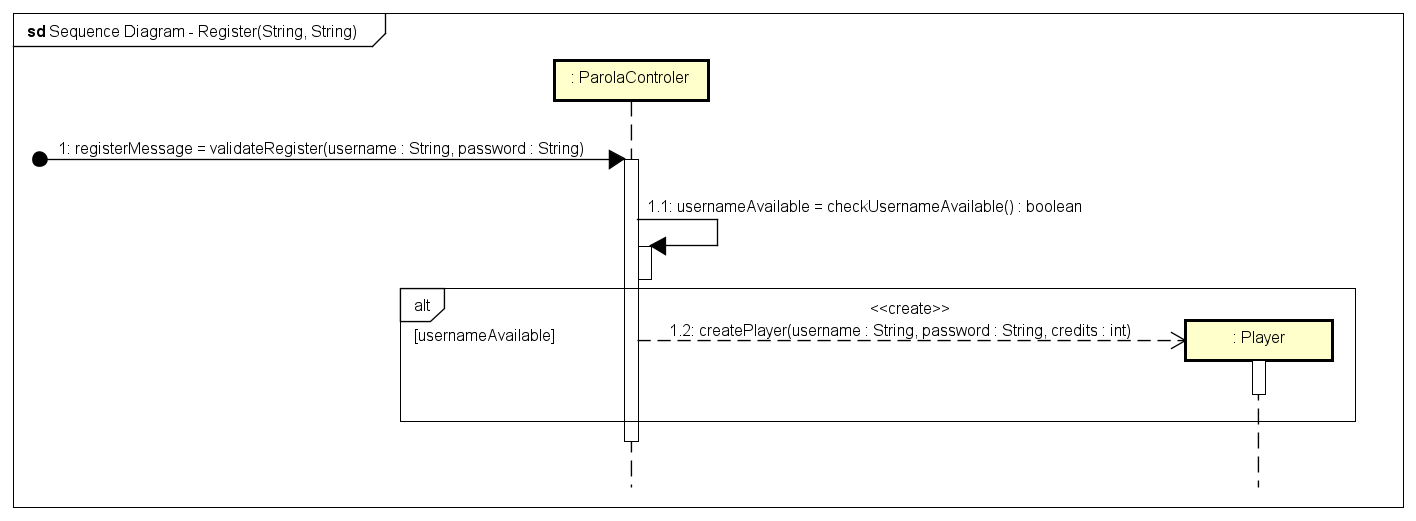 sd Sequence Diagram - Register(String, String)
: ParolaControler
1: registerMessage = validateRegister(username : String, password : String)
1.1: usernameAvailable = checkUsernameAvailable() : boolean
alt
<<create>>
[usernameAvailable]
1.2: createPlayer(username : String, password : String, credits : int)
: Player